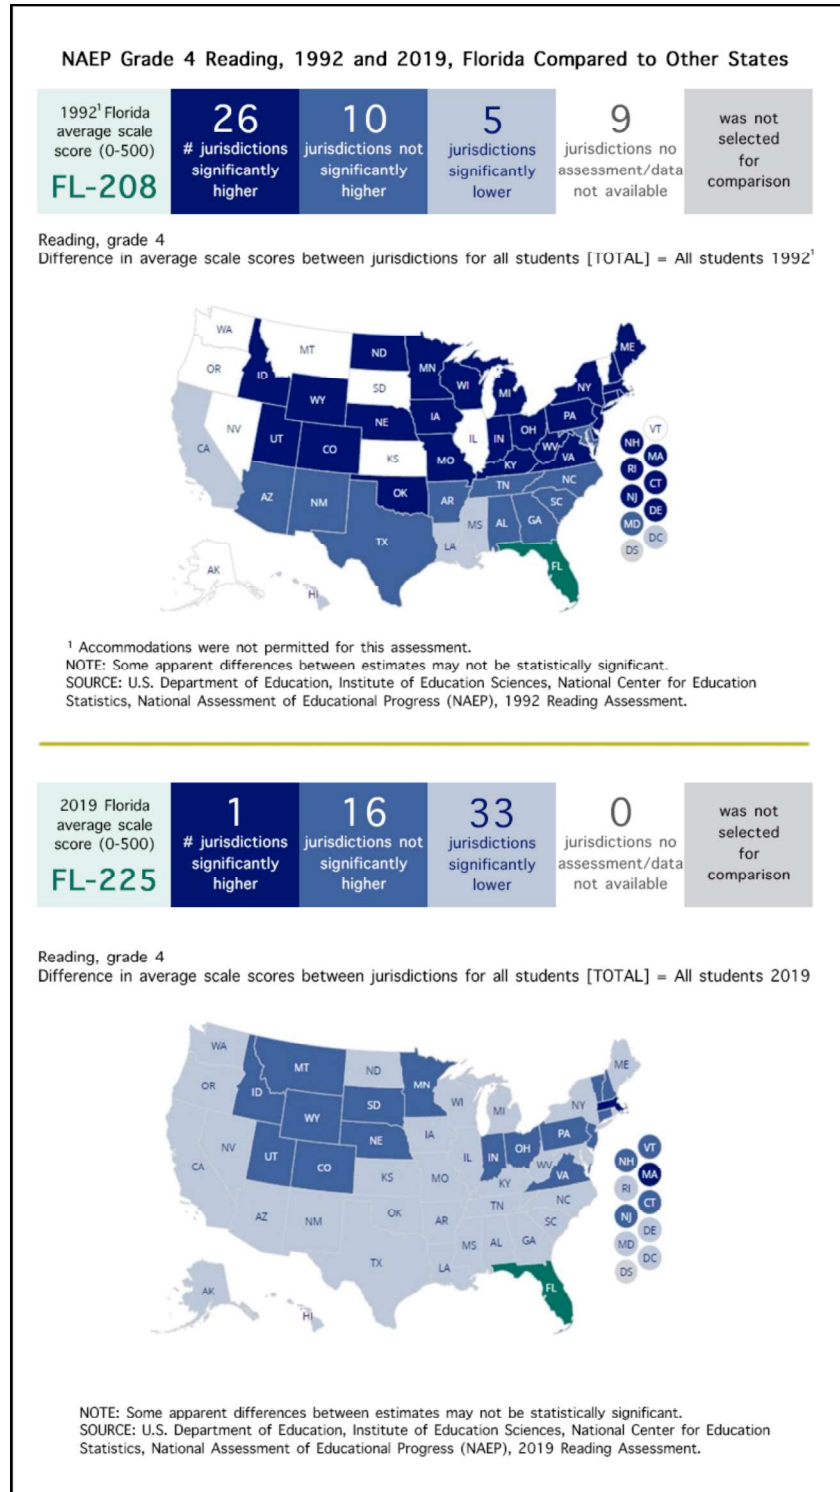 NAEP Grade 4 Reading, 1992 and 2019, Florida Compared to Other States
1992¹ Florida
average scale
score (0-500)
FL-208
26
# jurisdictions
significantly
higher
10
jurisdictions not
significantly
higher
5
jurisdictions
significantly
lower
9
jurisdictions no
assessment/data
not available
was not
selected
for
comparison
Reading, grade 4
Difference in average scale scores between jurisdictions for all students [TOTAL] = All students 1992¹
WA
MT
ND
MN
ME
OR
ID
SD
WI
MI
NY
WY
NV
NE
IA
PA
UT
CO
IL
IN
OH
WV
VA
CA
KS
MO
KY
AZ
NM
OK
AR
TN
NC
SC
TX
MS
AL
GA
LA
FL
AK
HI
VT
NH
MA
RI
CT
NJ
DE
MD
DC
DS
¹ Accommodations were not permitted for this assessment.
NOTE: Some apparent differences between estimates may not be statistically significant.
SOURCE: U.S. Department of Education, Institute of Education Sciences, National Center for Education
Statistics, National Assessment of Educational Progress (NAEP), 1992 Reading Assessment.
2019 Florida
average scale
score (0-500)
FL-225
1
# jurisdictions
significantly
higher
16
jurisdictions not
significantly
higher
33
jurisdictions
significantly
lower
0
jurisdictions no
assessment/data
not available
was not
selected
for
comparison
Reading, grade 4
Difference in average scale scores between jurisdictions for all students [TOTAL] = All students 2019
WA
MT
ND
MN
ME
OR
ID
SD
WI
MI
NY
WY
NV
NE
IA
PA
UT
CO
IL
IN
OH
WV
VA
CA
KS
MO
KY
AZ
NM
OK
AR
TN
NC
SC
TX
MS
AL
GA
LA
FL
AK
HI
VT
NH
MA
RI
CT
NJ
DE
MD
DC
DS
NOTE: Some apparent differences between estimates may not be statistically significant.
SOURCE: U.S. Department of Education, Institute of Education Sciences, National Center for Education
Statistics, National Assessment of Educational Progress (NAEP), 2019 Reading Assessment.